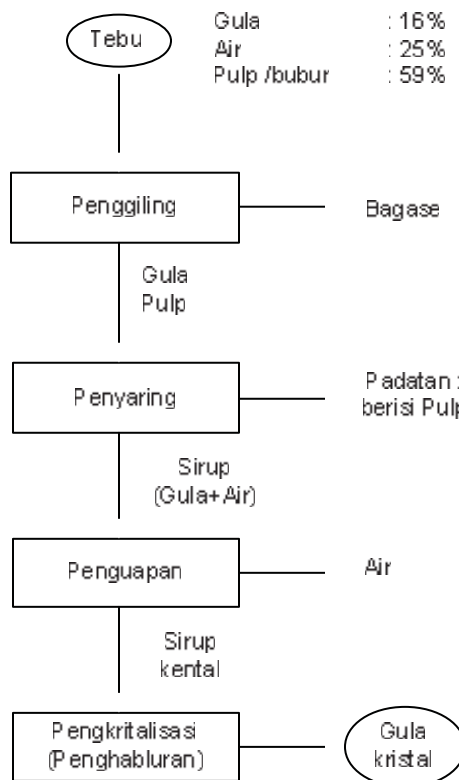 Tebu
Gula : 16%
Air : 25%
Pulp /bubur : 59%
Penggiling
Bagase
Gula
Pulp
Penyaring
Padatan :
berisi Pulp
Sirup
(Gula+Air)
Penguapan
Air
Sirup
kental
Pengkritalisasi
(Penghabluran)
Gula
kristal